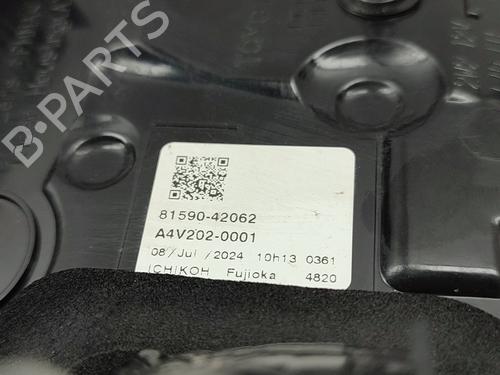 B-PARTS
81590-42062
A4V202-0001
08/Jul/2024 10h13 0361
ICHIKOH Fujioka 4820